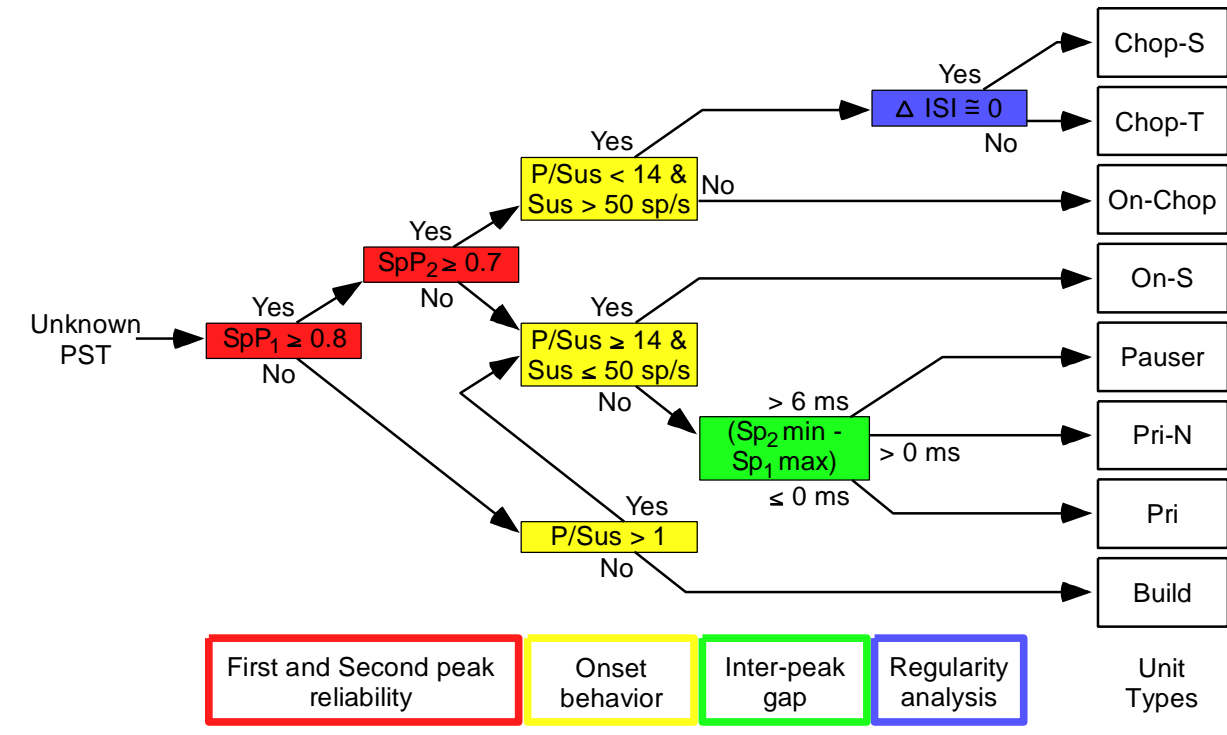 Unknown
PST
SpP1 ≥ 0.8
Yes
No
SpP2 ≥ 0.7
Yes
No
P/Sus < 14 &
Sus > 50 sp/s
Yes
No
P/Sus ≥ 14 &
Sus ≤ 50 sp/s
Yes
No
P/Sus > 1
Yes
No
Δ ISI ≅ 0
Yes
No
> 6 ms
(Sp2 min -
Sp1 max)
> 0 ms
≤ 0 ms
Chop-S
Chop-T
On-Chop
On-S
Pauser
Pri-N
Pri
Build
First and Second peak
reliability
Onset
behavior
Inter-peak
gap
Regularity
analysis
Unit
Types